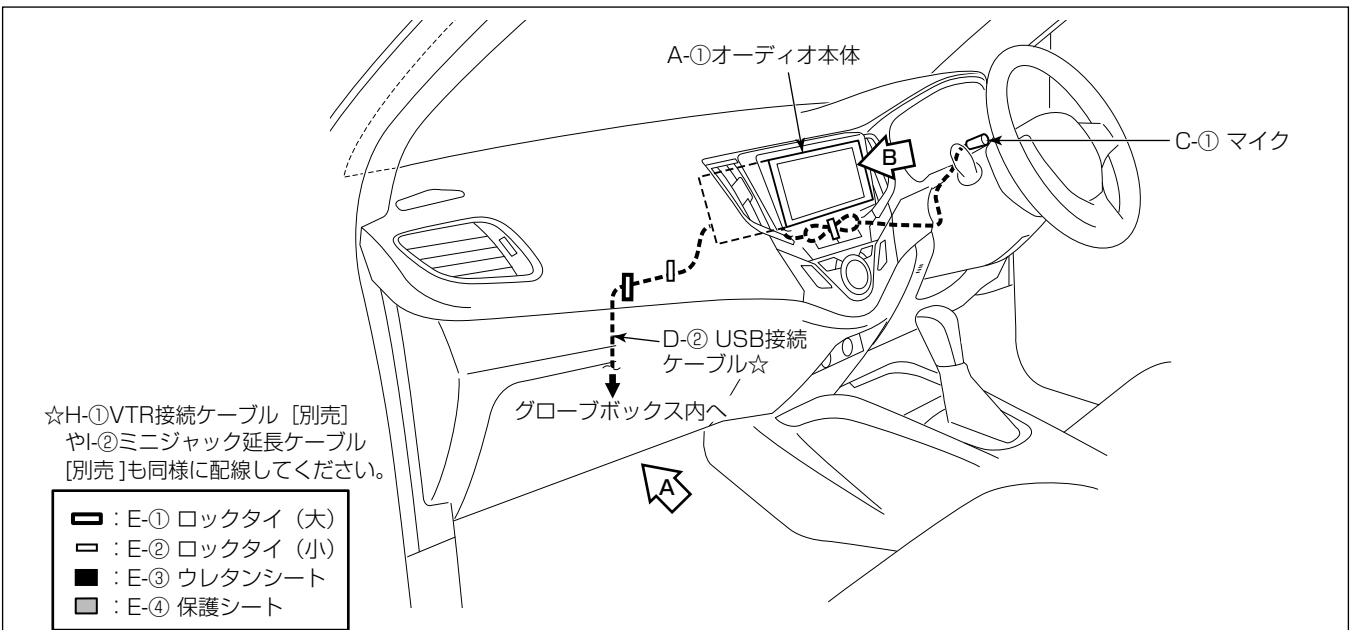 A-①オーディオ本体
B
C-① マイク
D-② USB接続
ケーブル☆
グローブボックス内へ
A
☆H-①VTR接続ケーブル［別売］
やI-②ミニジャック延長ケーブル
[別売 ]も同様に配線してください。
：E-① ロックタイ（大）
：E-② ロックタイ（小）
：E-③ ウレタンシート
：E-④ 保護シート